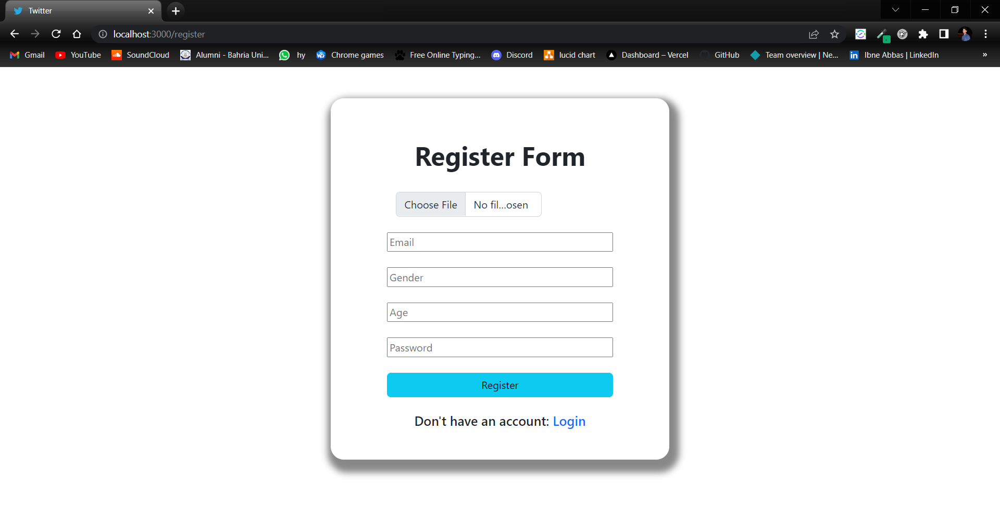 Twitter
localhost:3000/register
Gmail YouTube SoundCloud Alumni - Bahria Uni... hy Chrome games Free Online Typing... Discord lucid chart Dashboard – Vercel GitHub Team overview | Ne... Ibne Abbas | LinkedIn »
Register Form
Choose File No fil...osen
Email
Gender
Age
Password
Register
Don't have an account: Login